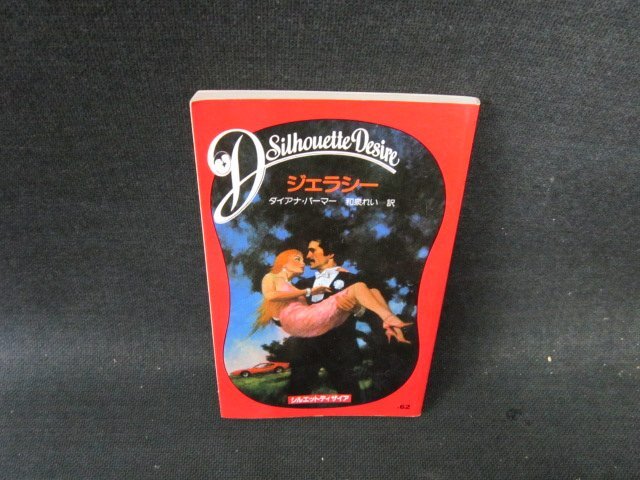 D
Silhouette Desire
ジェラシー
ダイアナ・パーマー 和泉れい 訳
シルエット・ディザイア
・62